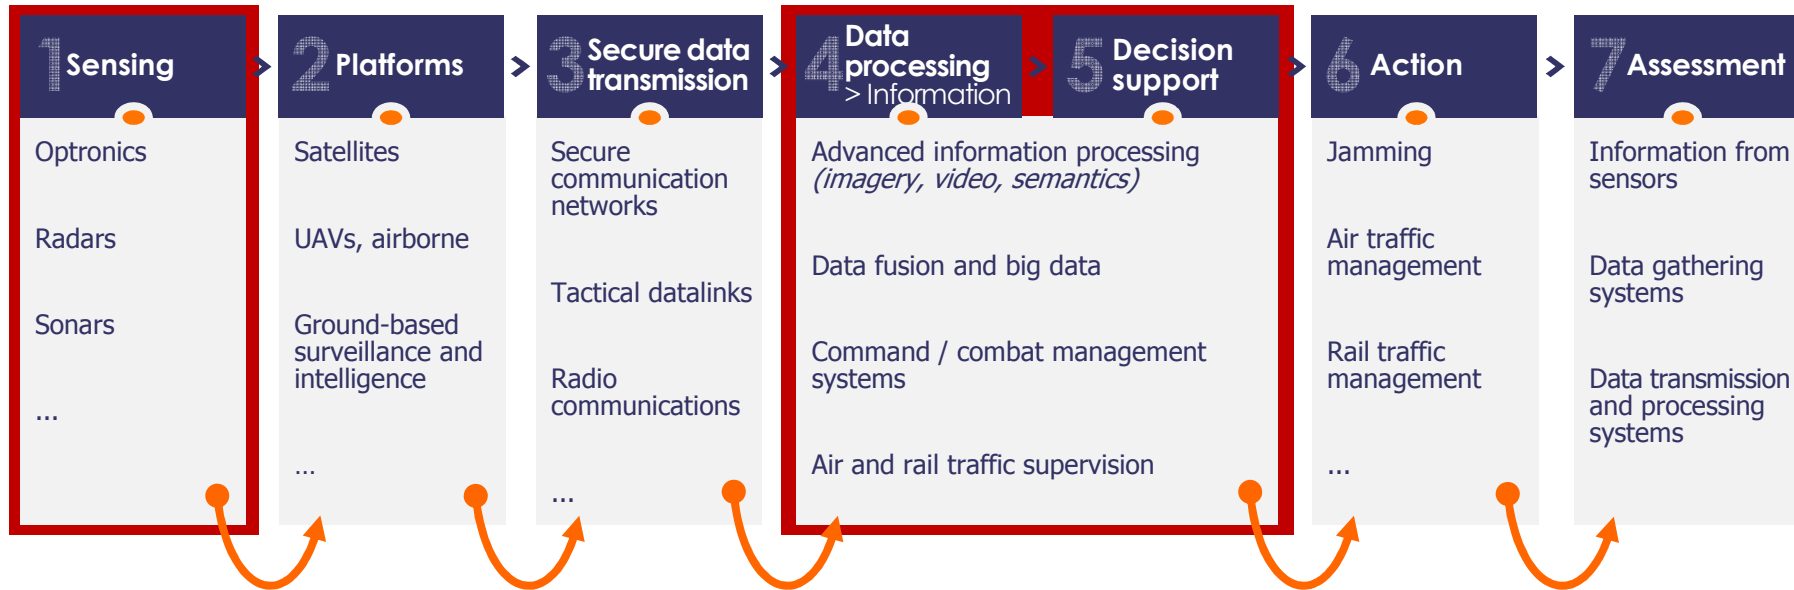 1 Sensing
Optronics
Radars
Sonars
...
2 Platforms
Satellites
UAVs, airborne
Ground-based
surveillance and
intelligence
...
3 Secure data
transmission
Secure
communication
networks
Tactical datalinks
Radio
communications
...
4 Data
processing
> Information
5 Decision
support
Advanced information processing
(imagery, video, semantics)
Data fusion and big data
Command / combat management
systems
Air and rail traffic supervision
6 Action
Jamming
Air traffic
management
Rail traffic
management
...
7 Assessment
Information from
sensors
Data gathering
systems
Data transmission
and processing
systems